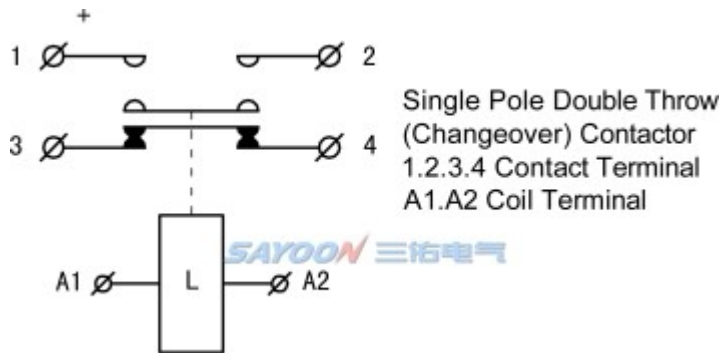 +
1 2
Single Pole Double Throw
(Changeover) Contactor
3 4
1.2.3.4 Contact Terminal
A1.A2 Coil Terminal
SAYOON 三佑电气
A1 L A2